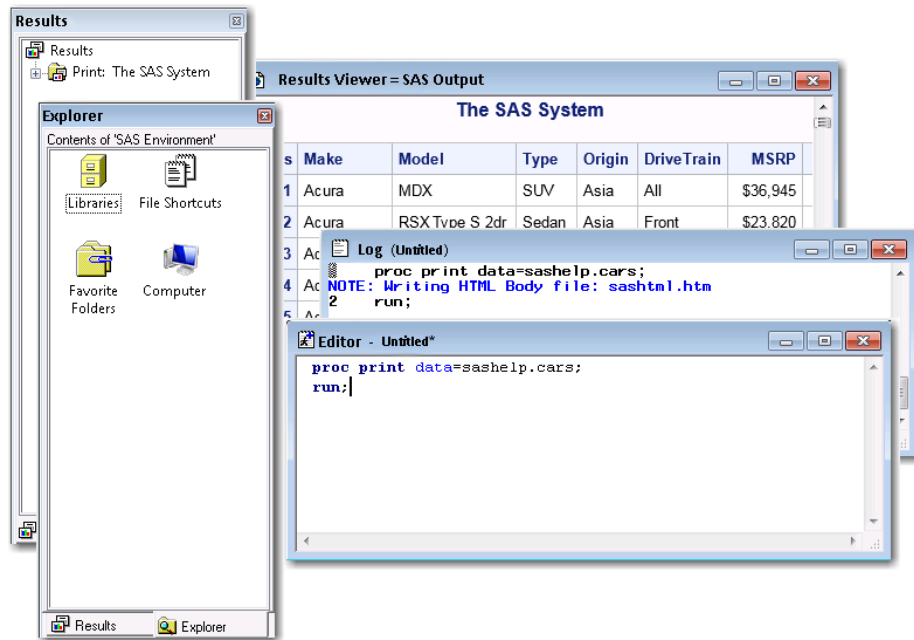 Results
Results
Print: The SAS System
Explorer
Contents of 'SAS Environment'
Libraries
File Shortcuts
Favorite Folders
Computer
Results
Explorer
Results Viewer = SAS Output
The SAS System
s Make Model Type Origin DriveTrain MSRP
1 Acura MDX SUV Asia All $36,945
2 Acura RSX Type S 2dr Sedan Asia Front $23,820
3 Ac
4 Ac
5
Log (Untitled)
proc print data=sashelp.cars;
NOTE: Writing HTML Body file: sashtml.htm
2 run;
Editor - Untitled*
proc print data=sashelp.cars;
run;